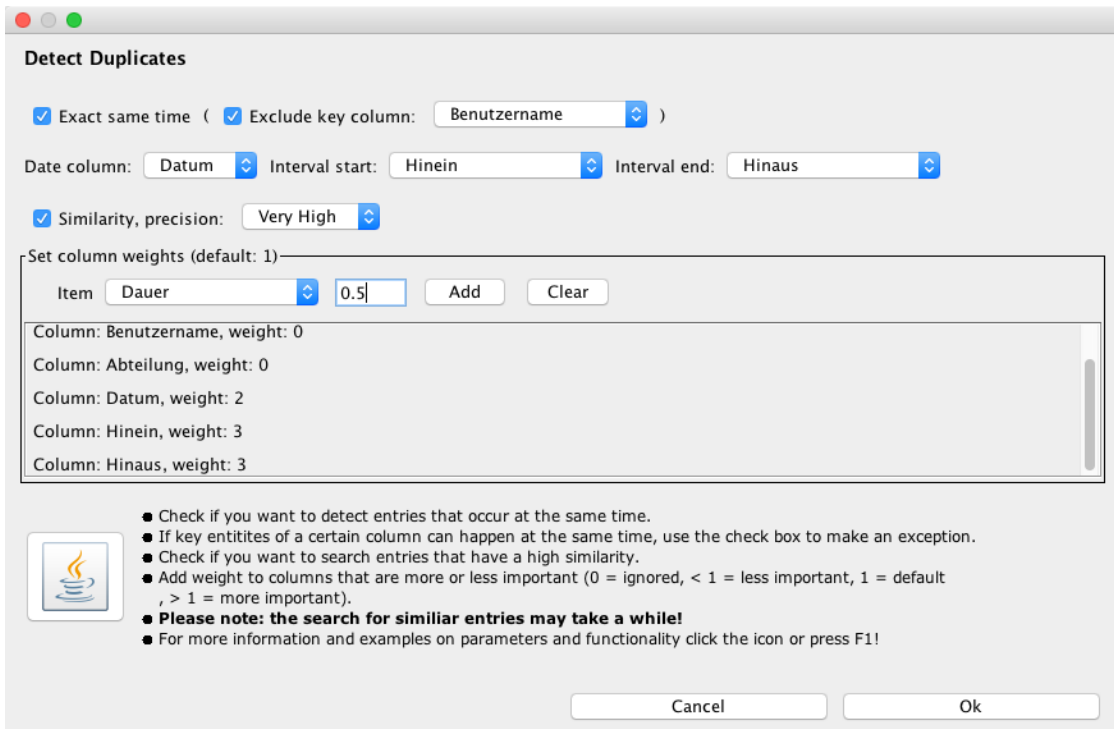 Detect Duplicates
Exact same time ( Exclude key column: Benutzername )
Date column: Datum Interval start: Hinein Interval end: Hinaus
Similarity, precision: Very High
Set column weights (default: 1)
Item Dauer 0.5 Add Clear
Column: Benutzername, weight: 0
Column: Abteilung, weight: 0
Column: Datum, weight: 2
Column: Hinein, weight: 3
Column: Hinaus, weight: 3
Check if you want to detect entries that occur at the same time.
If key entitites of a certain column can happen at the same time, use the check box to make an exception.
Check if you want to search entries that have a high similarity.
Add weight to columns that are more or less important (0 = ignored, < 1 = less important, 1 = default
, > 1 = more important).
Please note: the search for similiar entries may take a while!
For more information and examples on parameters and functionality click the icon or press F1!
Cancel Ok